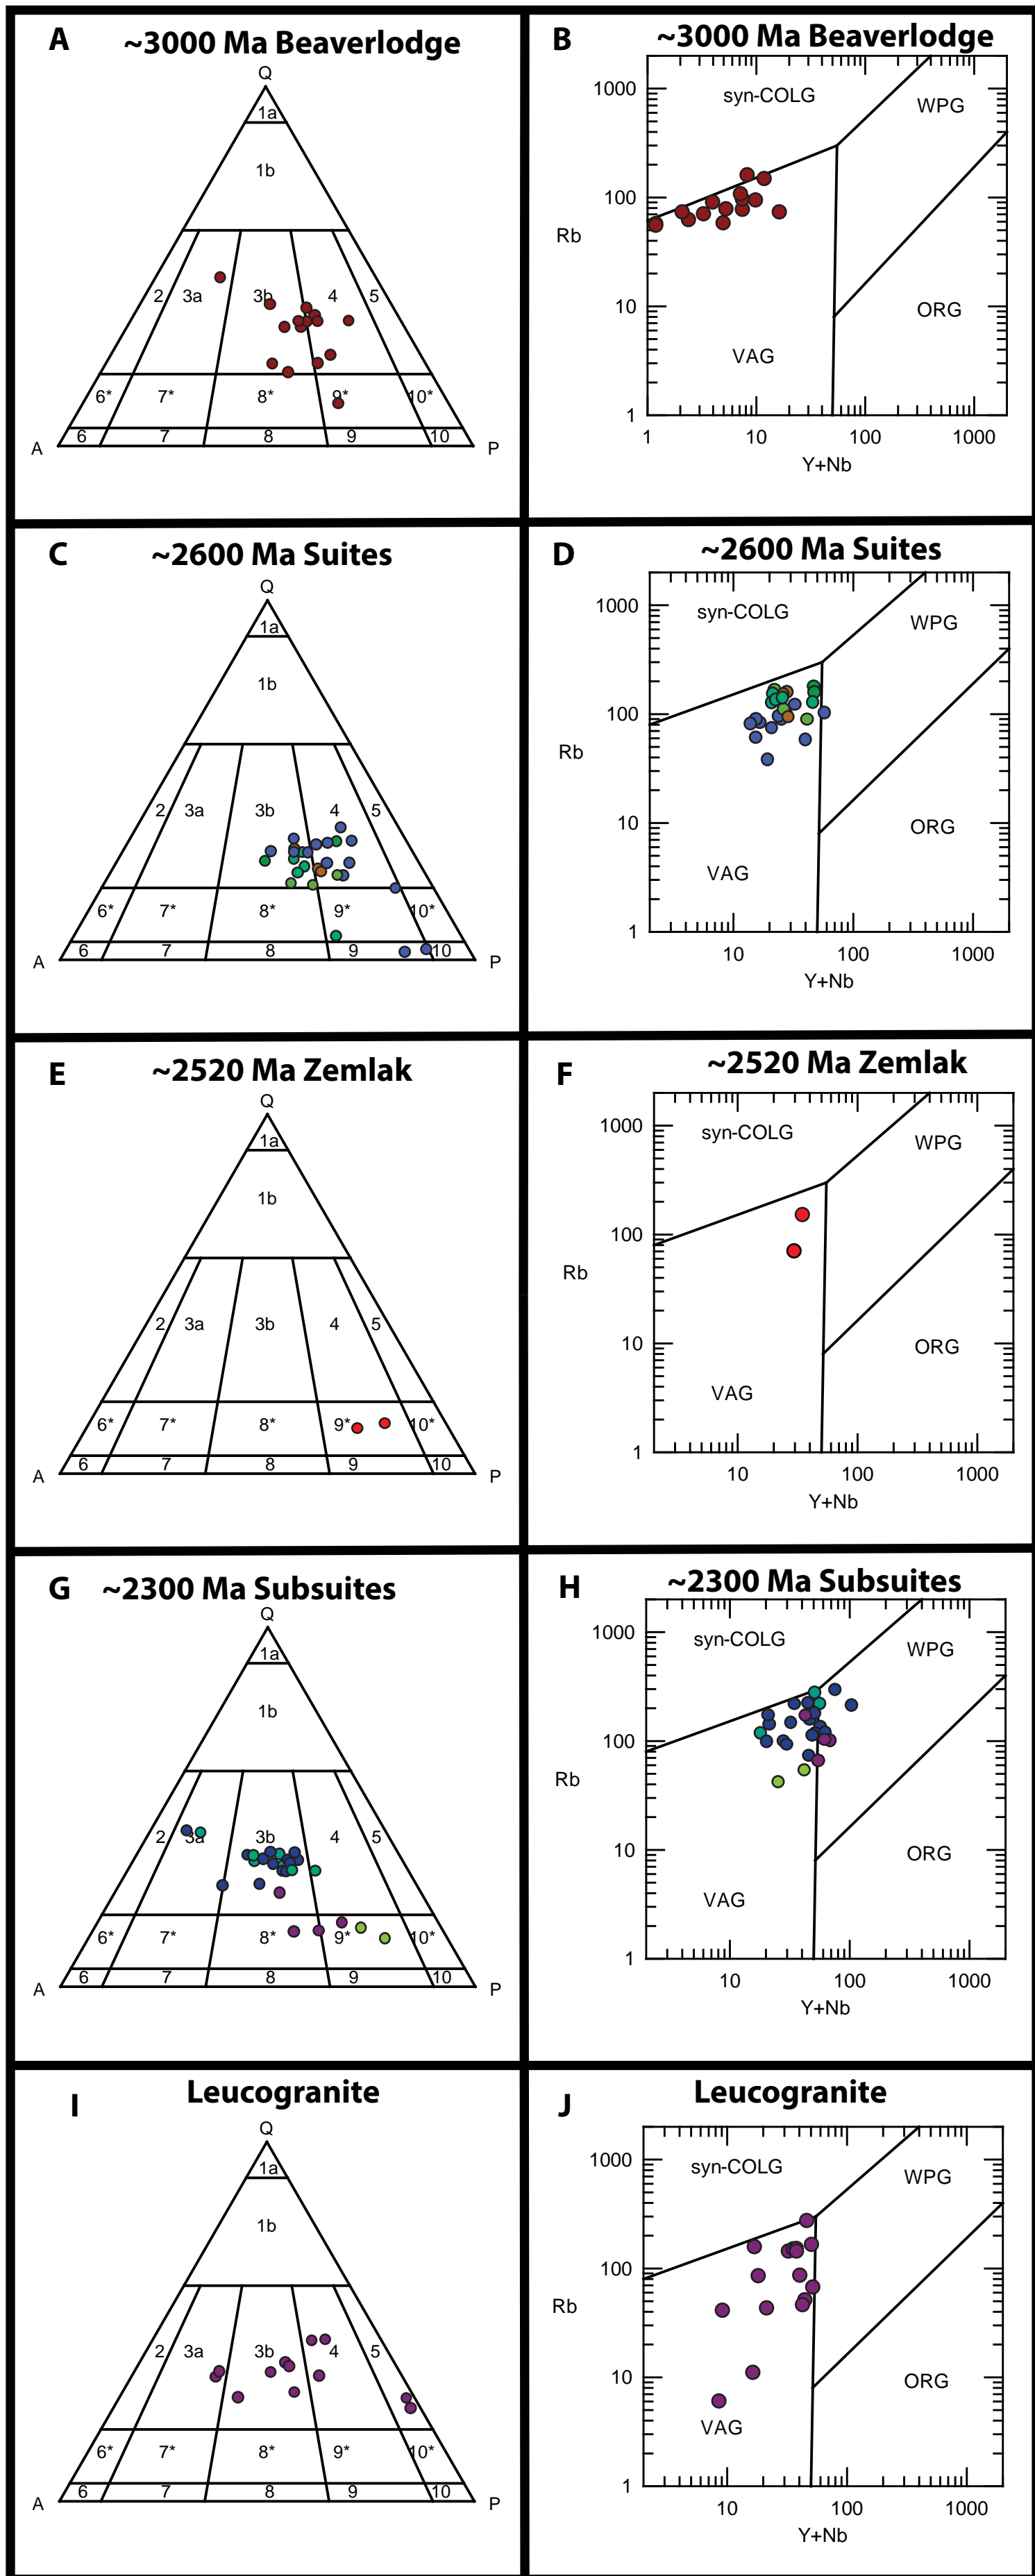 A
~3000 Ma Beaverlodge
Q
1a
1b
2
3a
3b
4
5
6*
7*
8*
9*
10*
A
6
7
8
9
10
P
B
~3000 Ma Beaverlodge
1000
syn-COLG
WPG
100
Rb
10
ORG
VAG
1
1
10
100
1000
Y+Nb
C
~2600 Ma Suites
Q
1a
1b
2
3a
3b
4
5
6*
7*
8*
9*
10*
A
6
7
8
9
10
P
D
~2600 Ma Suites
1000
syn-COLG
WPG
100
Rb
10
ORG
VAG
1
10
100
1000
Y+Nb
E
~2520 Ma Zemlak
Q
1a
1b
2
3a
3b
4
5
6*
7*
8*
9*
10*
A
6
7
8
9
10
P
F
~2520 Ma Zemlak
1000
syn-COLG
WPG
100
Rb
10
ORG
VAG
1
10
100
1000
Y+Nb
G
~2300 Ma Subsuites
Q
1a
1b
2
3a
3b
4
5
6*
7*
8*
9*
10*
A
6
7
8
9
10
P
H
~2300 Ma Subsuites
1000
syn-COLG
WPG
100
Rb
10
ORG
VAG
1
10
100
1000
Y+Nb
I
Leucogranite
Q
1a
1b
2
3a
3b
4
5
6*
7*
8*
9*
10*
A
6
7
8
9
10
P
J
Leucogranite
1000
syn-COLG
WPG
100
Rb
10
ORG
VAG
1
10
100
1000
Y+Nb